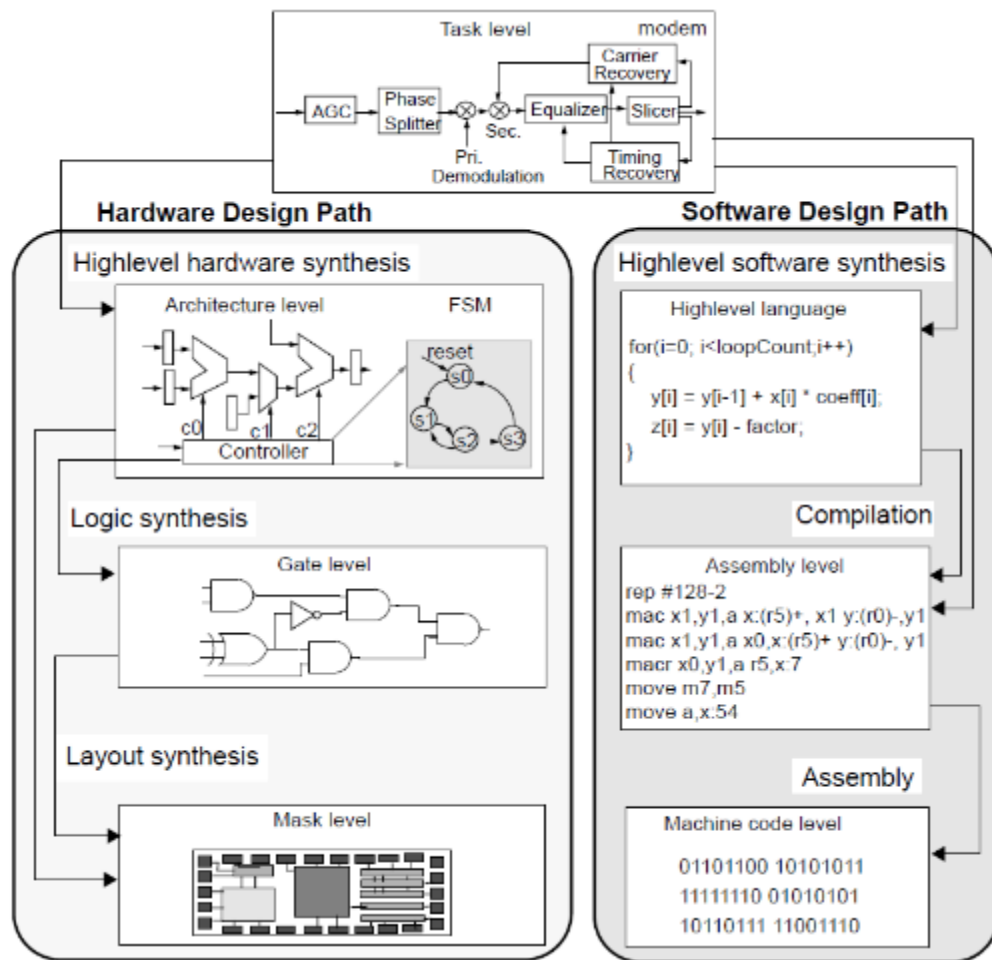 Task level
modem
Carrier
Recovery
AGC
Phase
Splitter
Equalizer
Slicer
Sec.
Pri.
Demodulation
Timing
Recovery
Hardware Design Path
Highlevel hardware synthesis
Architecture level
FSM
reset
s0
s1
s2
s3
c0
c1
c2
Controller
Logic synthesis
Gate level
Layout synthesis
Mask level
Software Design Path
Highlevel software synthesis
Highlevel language
for(i=0; i<loopCount;i++)
{
y[i] = y[i-1] + x[i] * coeff[i];
z[i] = y[i] - factor;
}
Compilation
Assembly level
rep #128-2
mac x1,y1,a x:(r5)+, x1 y:(r0)-,y1
mac x1,y1,a x0,x:(r5)+ y:(r0)-, y1
macr x0,y1,a r5,x:7
move m7,m5
move a,x:54
Assembly
Machine code level
01101100 10101011
11111110 01010101
10110111 11001110